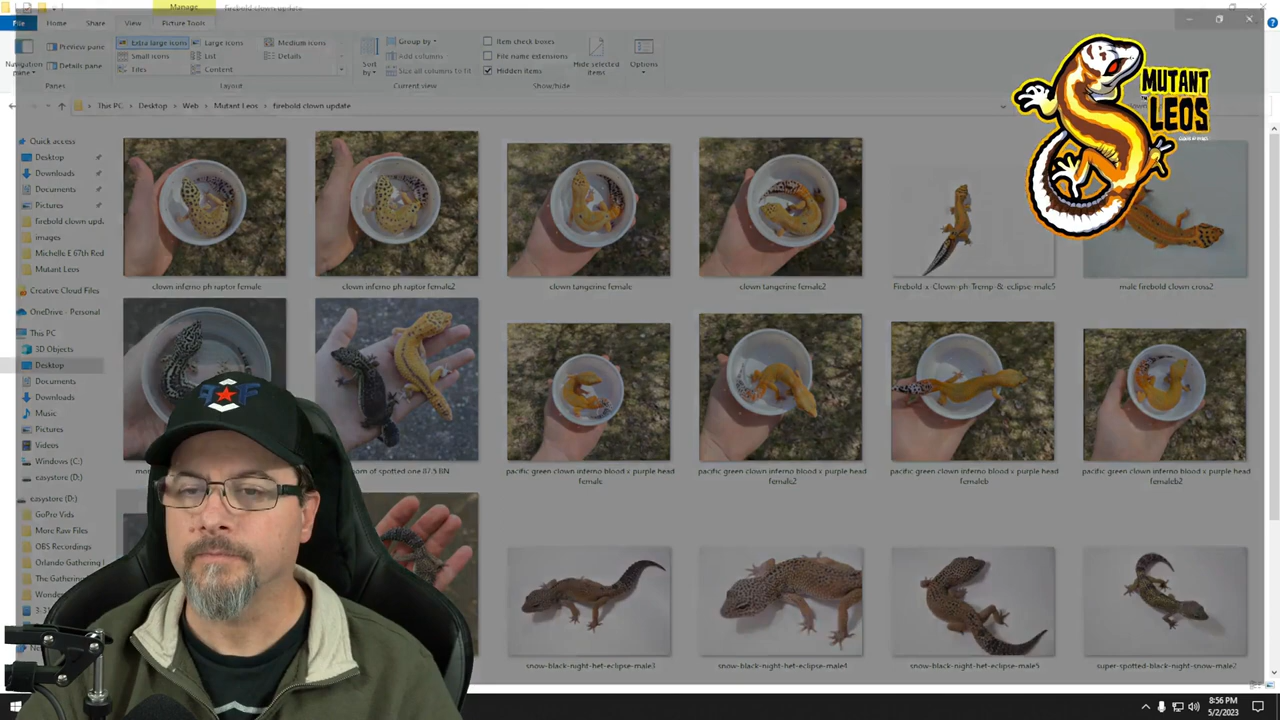 Manage
firebold clown update
File
Home
Share
View
Picture Tools
Navigation pane
Preview pane
Details pane
Panes
Extra large icons
Large icons
Medium icons
Small icons
List
Details
Tiles
Content
Layout
Sort by
Group by
Add columns
Size all columns to fit
Current view
Item check boxes
File name extensions
Hidden items
Hide selected items
Show/hide
Options
This PC
Desktop
Web
Mutant Leos
firebold clown update
MUTANT
LEOS
Quick access
Desktop
Downloads
Documents
Pictures
Firebold clown upd
images
Michelle E 67th Red
Mutant Leos
Creative Cloud Files
OneDrive - Personal
This PC
3D Objects
Desktop
Documents
Downloads
Music
Pictures
Videos
Windows (C:)
easystore (D:)
easystore (D:)
GoPro Vids
More Raw Files
OBS Recordings
Orlando Gathering
The Gathering
clown inferno ph raptor female
clown inferno ph raptor female2
clown tangerine female
clown tangerine female2
Firebold x Clown ph Tremp & eclipse male5
male firebold clown cross2
pacific green clown inferno blood x purple head female
pacific green clown inferno blood x purple head female2
pacific green clown inferno blood x purple head femaleb
pacific green clown inferno blood x purple head femaleb2
snow-black-night-het-eclipse-male3
snow-black-night-het-eclipse-male4
snow-black-night-het-eclipse-male5
super-spotted-black-night-snow-male2
8:56 PM
5/2/2023